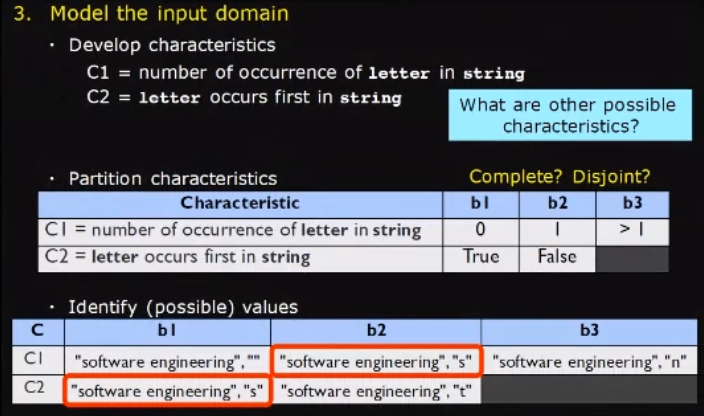 3. Model the input domain
· Develop characteristics
C1 = number of occurrence of letter in string
C2 = letter occurs first in string
What are other possible
characteristics?
· Partition characteristics
Complete? Disjoint?
Characteristic b1 b2 b3
C1 = number of occurrence of letter in string 0 1 > 1
C2 = letter occurs first in string True False
· Identify (possible) values
C b1 b2 b3
C1 "software engineering","" "software engineering","s" "software engineering","n"
C2 "software engineering","s" "software engineering","t"